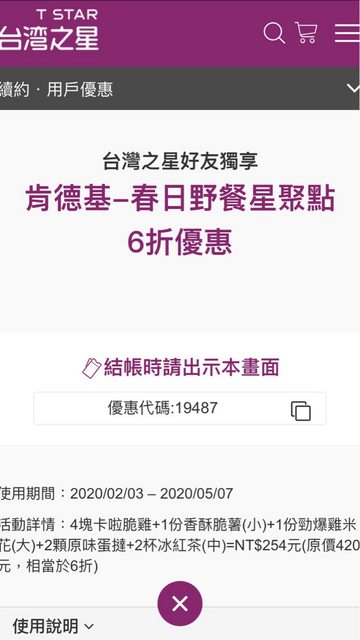 T STAR
台湾之星
續約．用戶優惠
台灣之星好友獨享
肯德基–春日野餐星聚點
6折優惠
結帳時請出示本畫面
優惠代碼:19487
使用期間：2020/02/03 – 2020/05/07
活動詳情：4塊卡啦脆雞+1份香酥脆薯(小)+1份勁爆雞米
花(大)+2顆原味蛋撻+2杯冰紅茶(中)=NT$254元(原價420
元，相當於6折)
使用說明